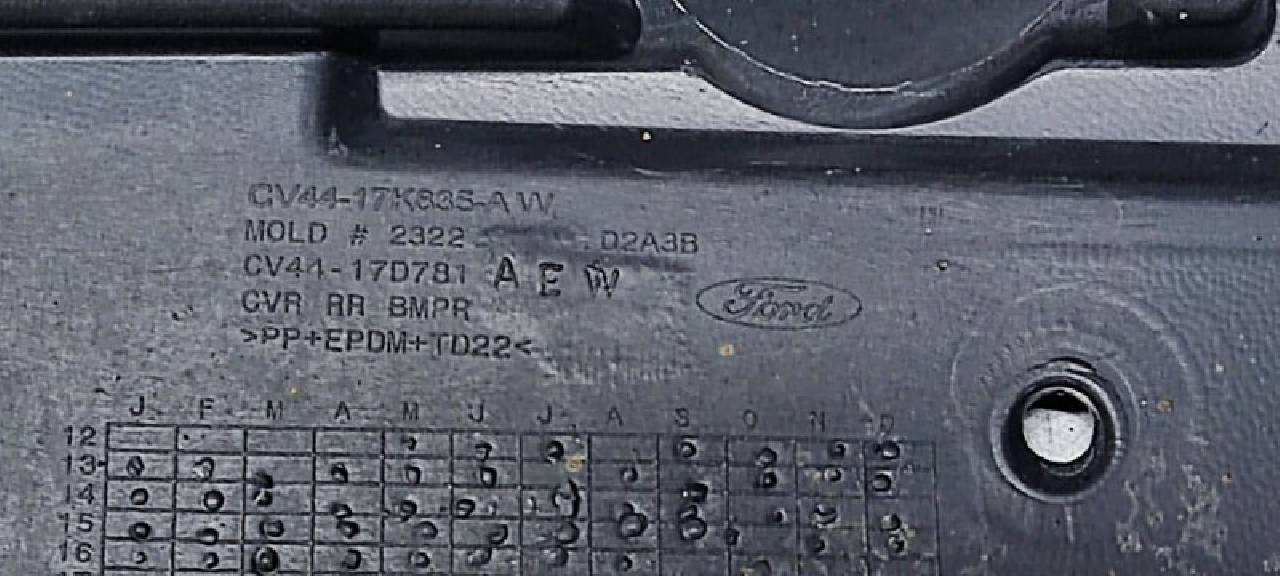 CV44-17K835-AW
MOLD # 2322 D2A3B
CV44-17D781 A E W
CVR RR BMPR
>PP+EPDM+TD22<
Ford
J F M A M J J A S O N D
12
13
14
15
16